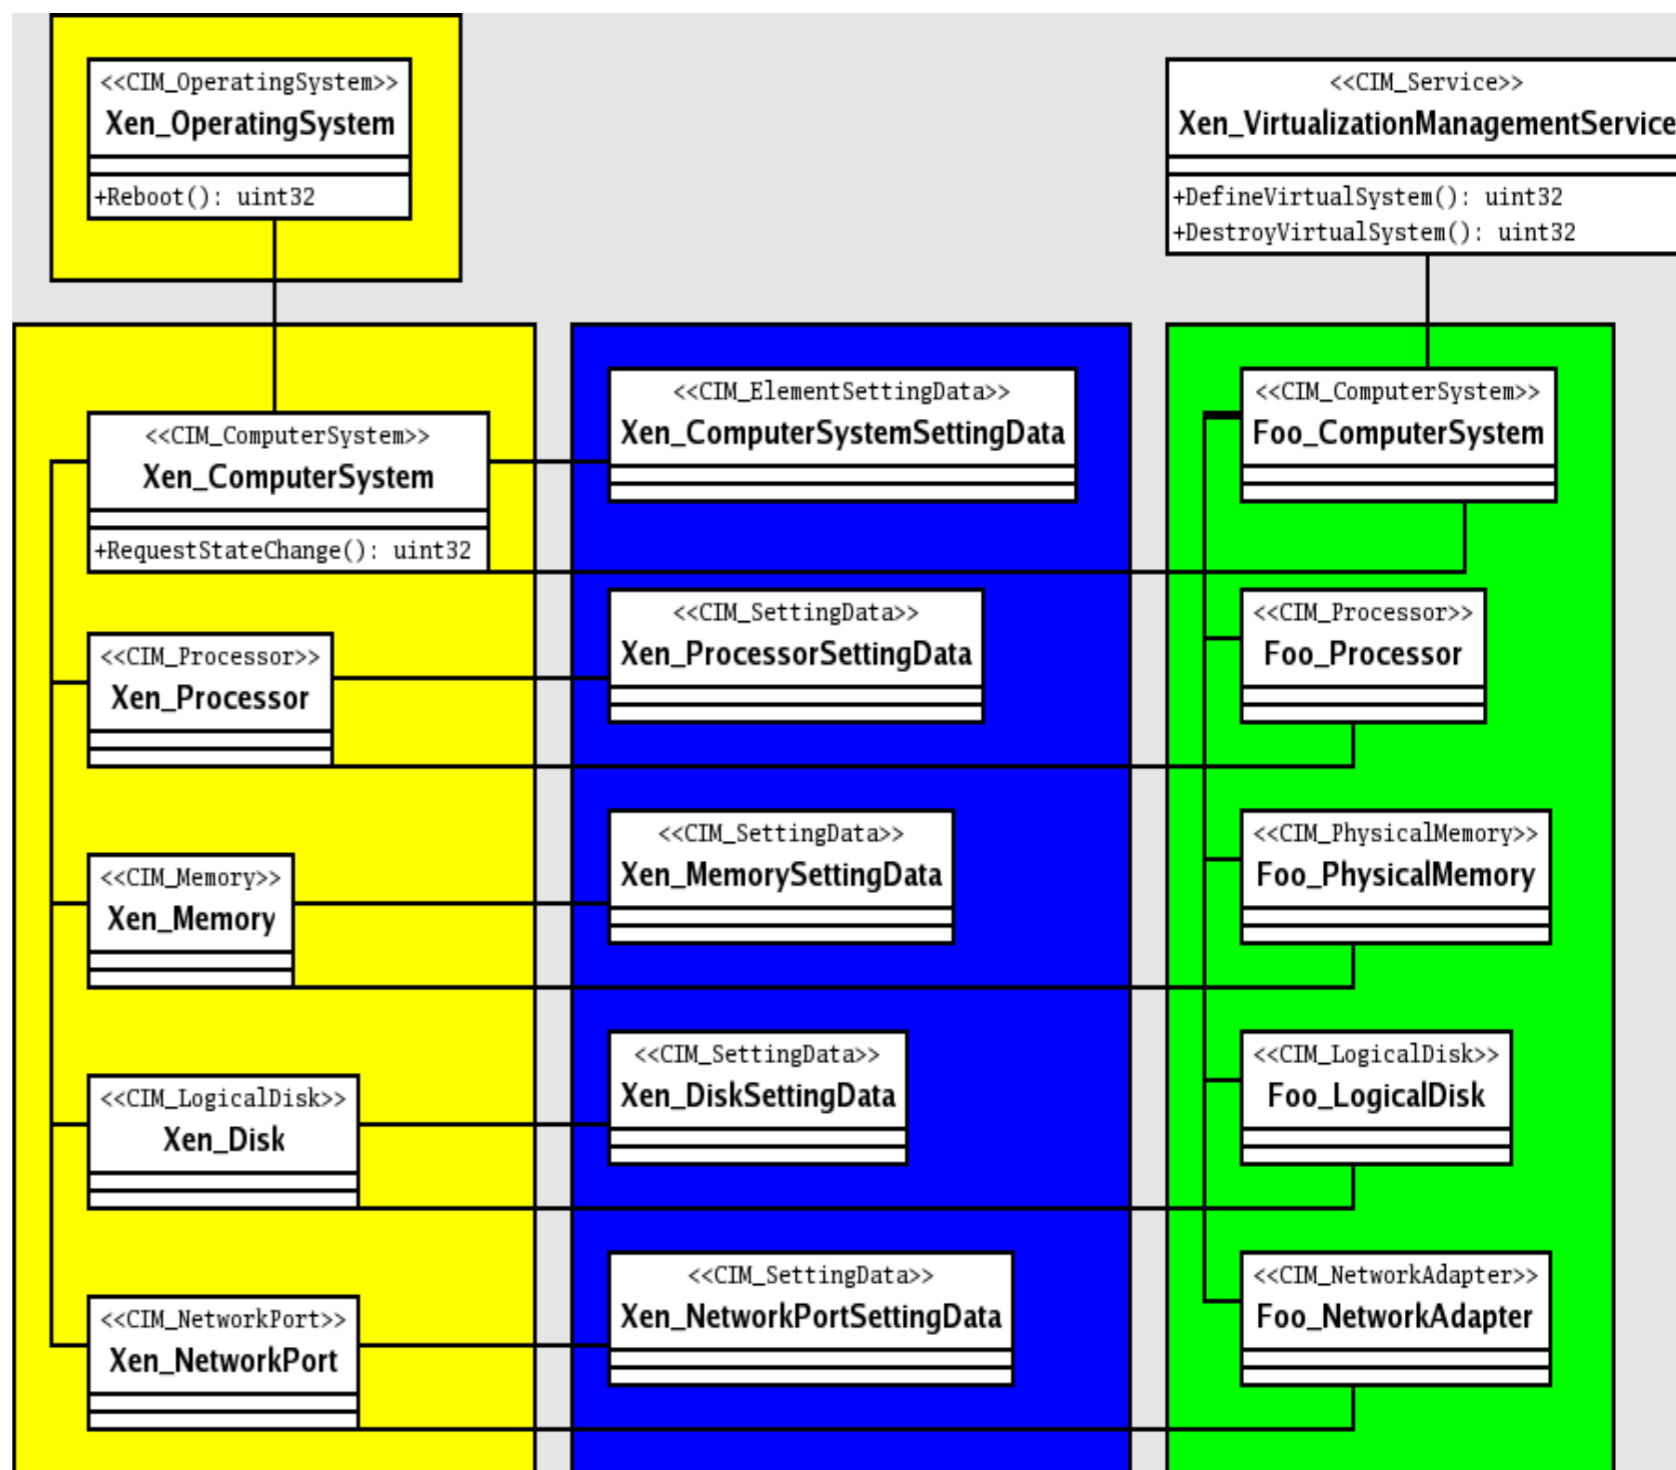 <<CIM_OperatingSystem>>
Xen_OperatingSystem
+Reboot(): uint32
<<CIM_Service>>
Xen_VirtualizationManagementService
+DefineVirtualSystem(): uint32
+DestroyVirtualSystem(): uint32
<<CIM_ComputerSystem>>
Xen_ComputerSystem
+RequestStateChange(): uint32
<<CIM_Processor>>
Xen_Processor
<<CIM_Memory>>
Xen_Memory
<<CIM_LogicalDisk>>
Xen_Disk
<<CIM_NetworkPort>>
Xen_NetworkPort
<<CIM_ElementSettingData>>
Xen_ComputerSystemSettingData
<<CIM_SettingData>>
Xen_ProcessorSettingData
<<CIM_SettingData>>
Xen_MemorySettingData
<<CIM_SettingData>>
Xen_DiskSettingData
<<CIM_SettingData>>
Xen_NetworkPortSettingData
<<CIM_ComputerSystem>>
Foo_ComputerSystem
<<CIM_Processor>>
Foo_Processor
<<CIM_PhysicalMemory>>
Foo_PhysicalMemory
<<CIM_LogicalDisk>>
Foo_LogicalDisk
<<CIM_NetworkAdapter>>
Foo_NetworkAdapter